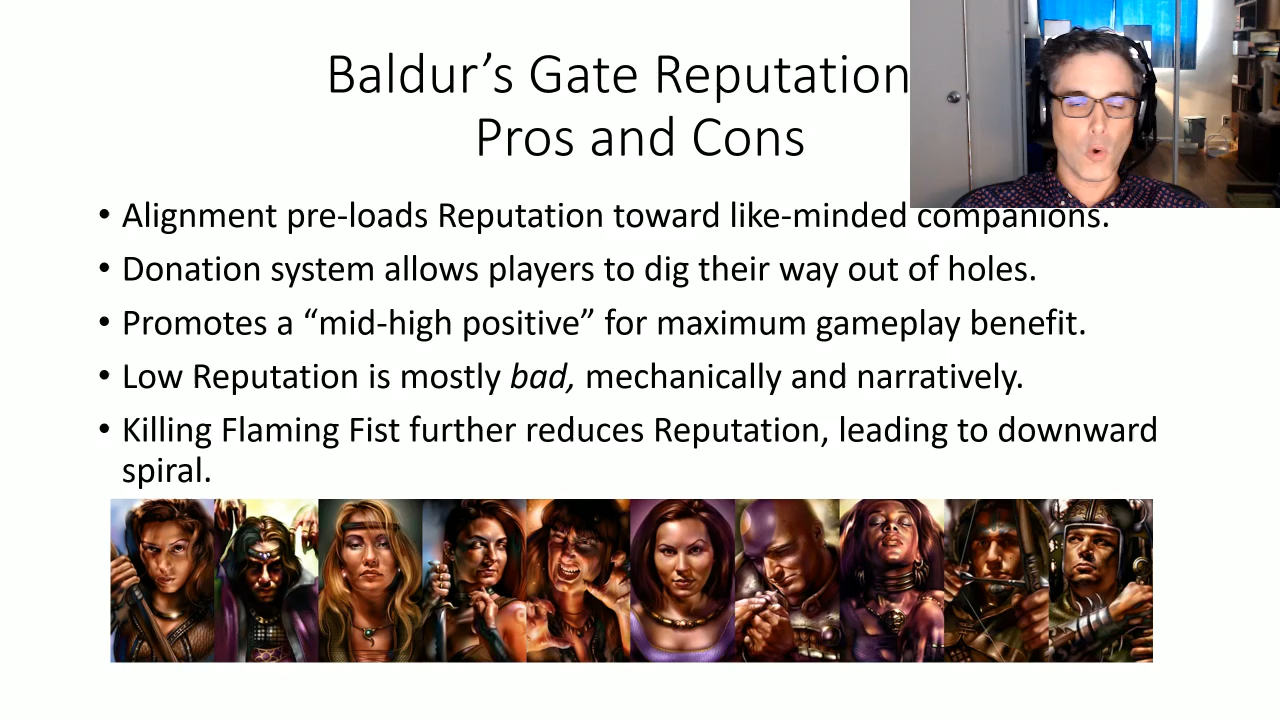 Baldur’s Gate Reputation
Pros and Cons
• Alignment pre-loads Reputation toward like-minded companions.
• Donation system allows players to dig their way out of holes.
• Promotes a “mid-high positive” for maximum gameplay benefit.
• Low Reputation is mostly bad, mechanically and narratively.
• Killing Flaming Fist further reduces Reputation, leading to downward
spiral.